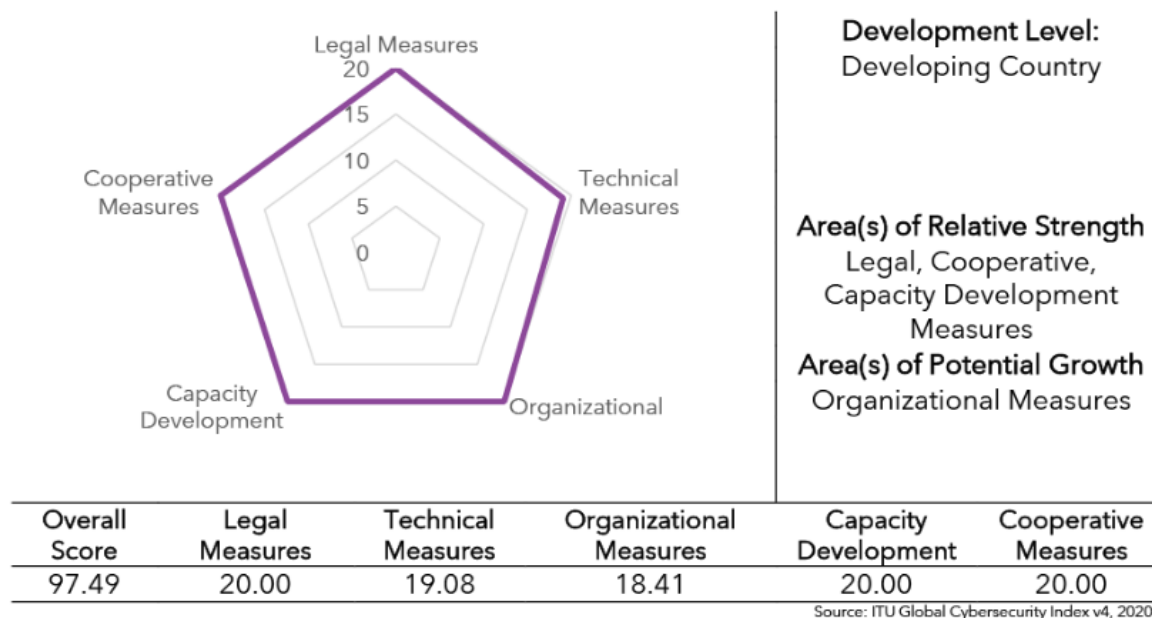 Legal Measures
20
15
10
5
0
Technical
Measures
Organizational
Capacity
Development
Cooperative
Measures
Development Level:
Developing Country
Area(s) of Relative Strength
Legal, Cooperative,
Capacity Development
Measures
Area(s) of Potential Growth
Organizational Measures
Overall Score Legal Measures Technical Measures Organizational Measures Capacity Development Cooperative Measures
97.49 20.00 19.08 18.41 20.00 20.00
Source: ITU Global Cybersecurity Index v4, 2020